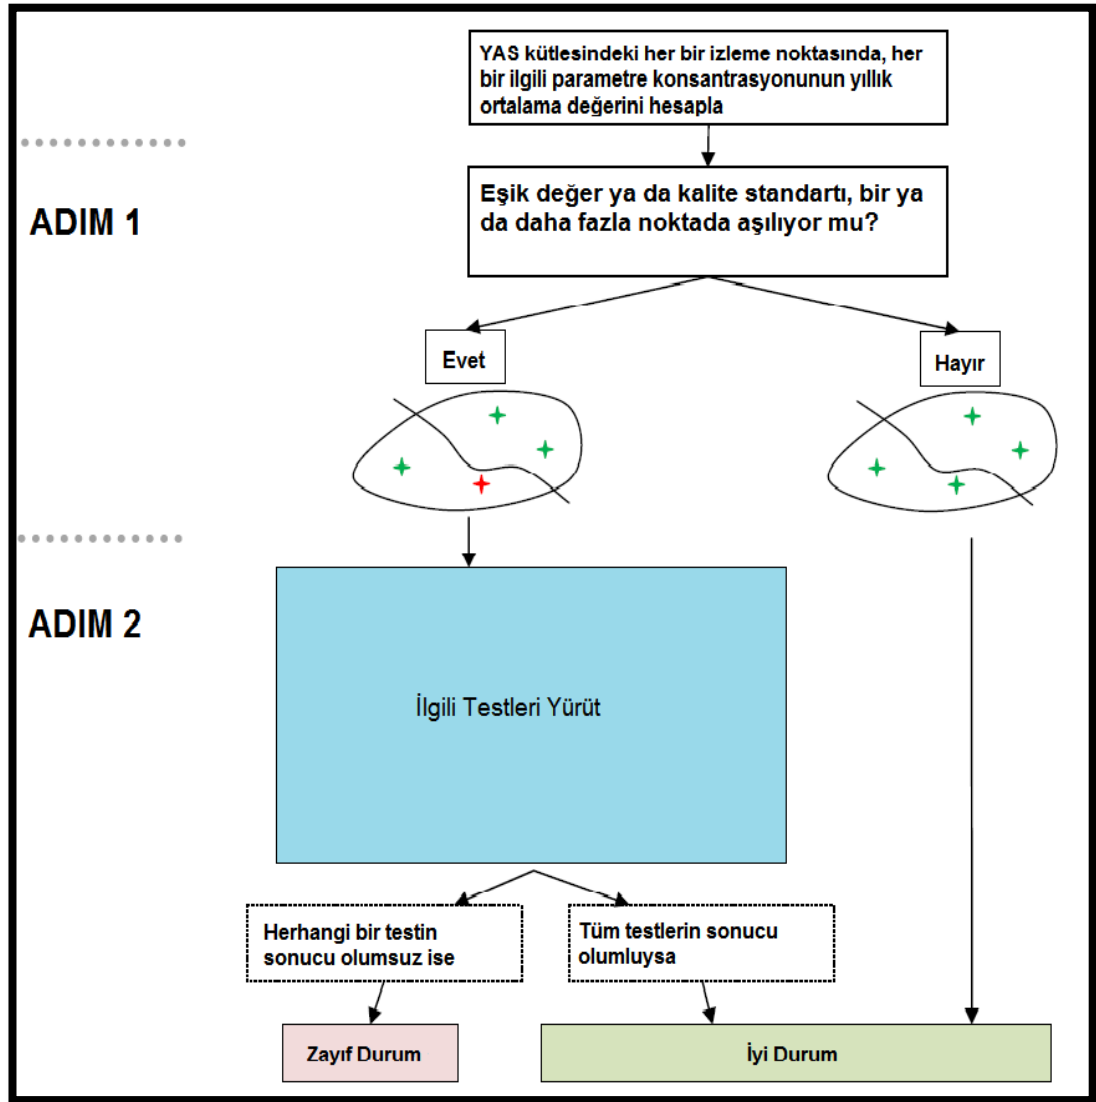 YAS kütlesindeki her bir izleme noktasında, her
bir ilgili parametre konsantrasyonunun yıllık
ortalama değerini hesapla
ADIM 1
Eşik değer ya da kalite standartı, bir ya
da daha fazla noktada aşılıyor mu?
Evet
Hayır
ADIM 2
İlgili Testleri Yürüt
Herhangi bir testin
sonucu olumsuz ise
Tüm testlerin sonucu
olumluysa
Zayıf Durum
İyi Durum